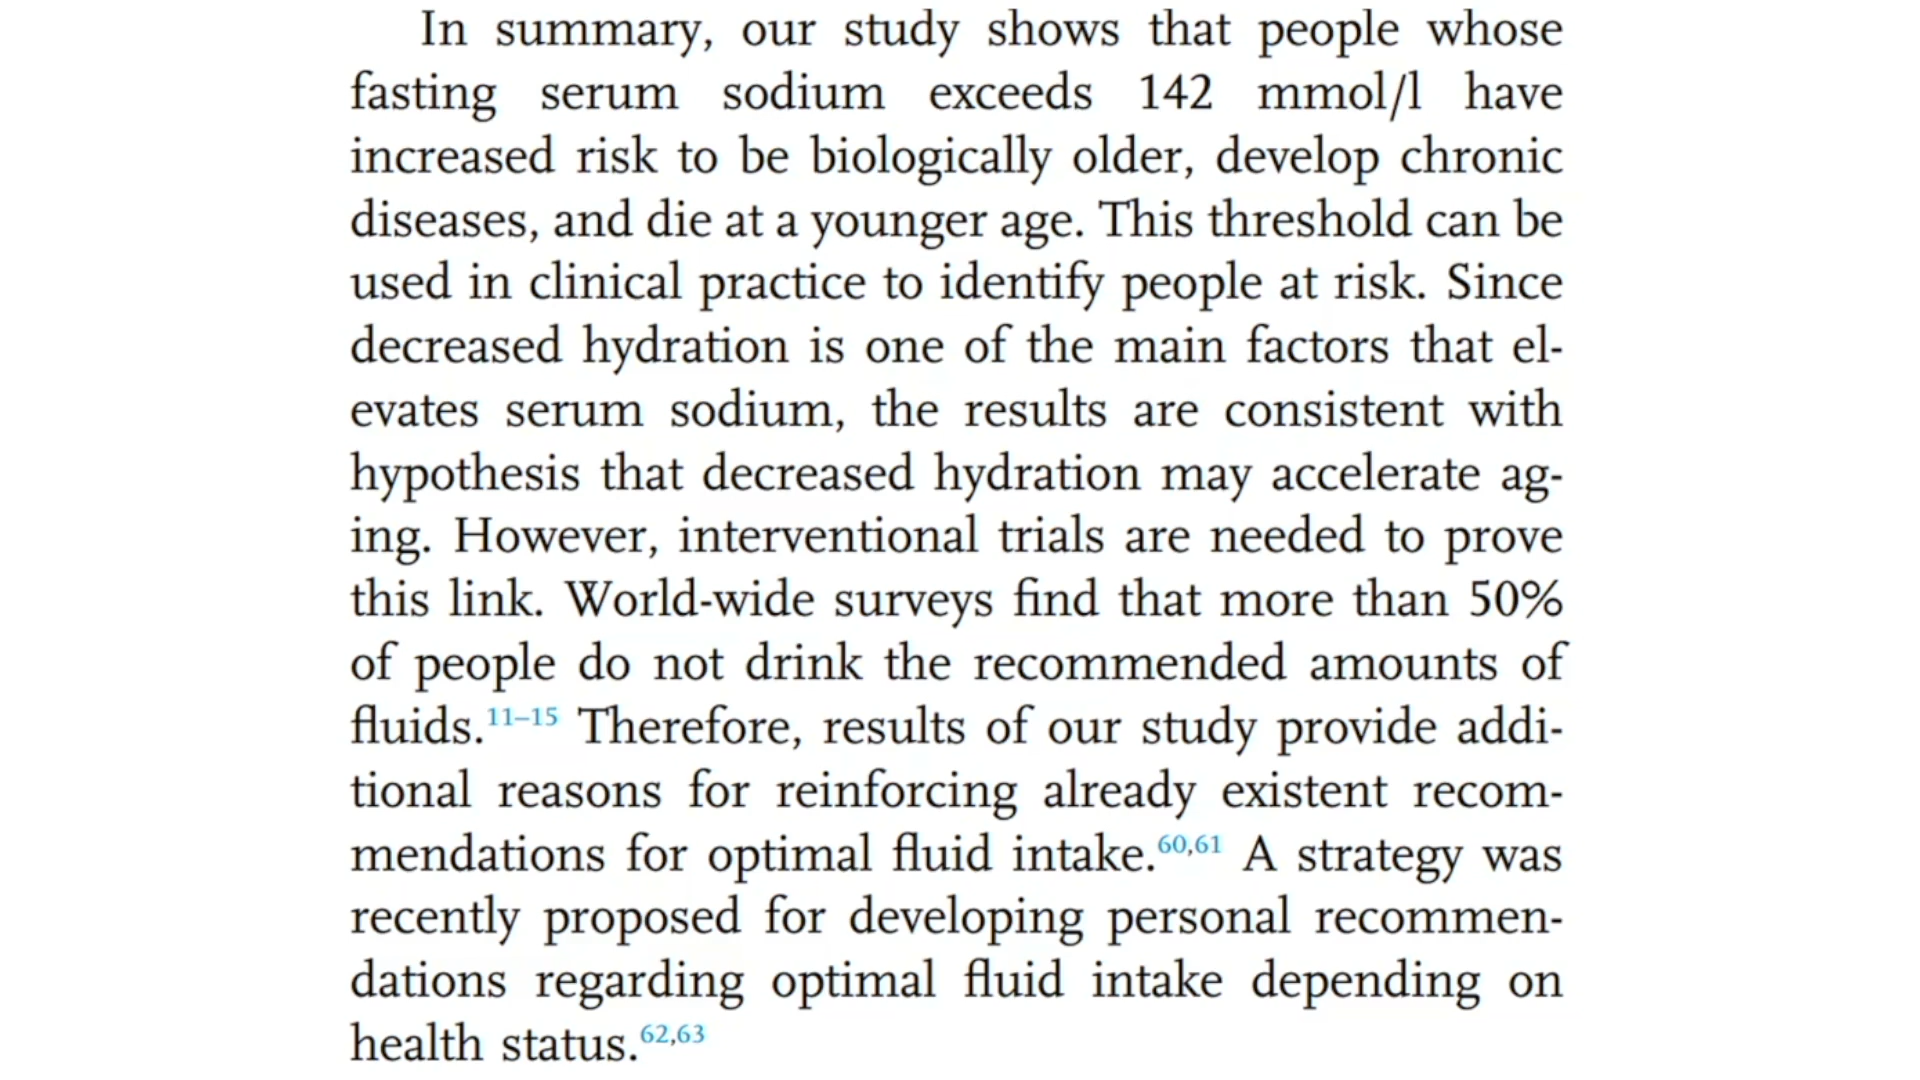 In summary, our study shows that people whose
fasting serum sodium exceeds 142 mmol/l have
increased risk to be biologically older, develop chronic
diseases, and die at a younger age. This threshold can be
used in clinical practice to identify people at risk. Since
decreased hydration is one of the main factors that el-
evates serum sodium, the results are consistent with
hypothesis that decreased hydration may accelerate ag-
ing. However, interventional trials are needed to prove
this link. World-wide surveys find that more than 50%
of people do not drink the recommended amounts of
fluids.11–15 Therefore, results of our study provide addi-
tional reasons for reinforcing already existent recom-
mendations for optimal fluid intake.60,61 A strategy was
recently proposed for developing personal recommen-
dations regarding optimal fluid intake depending on
health status.62,63